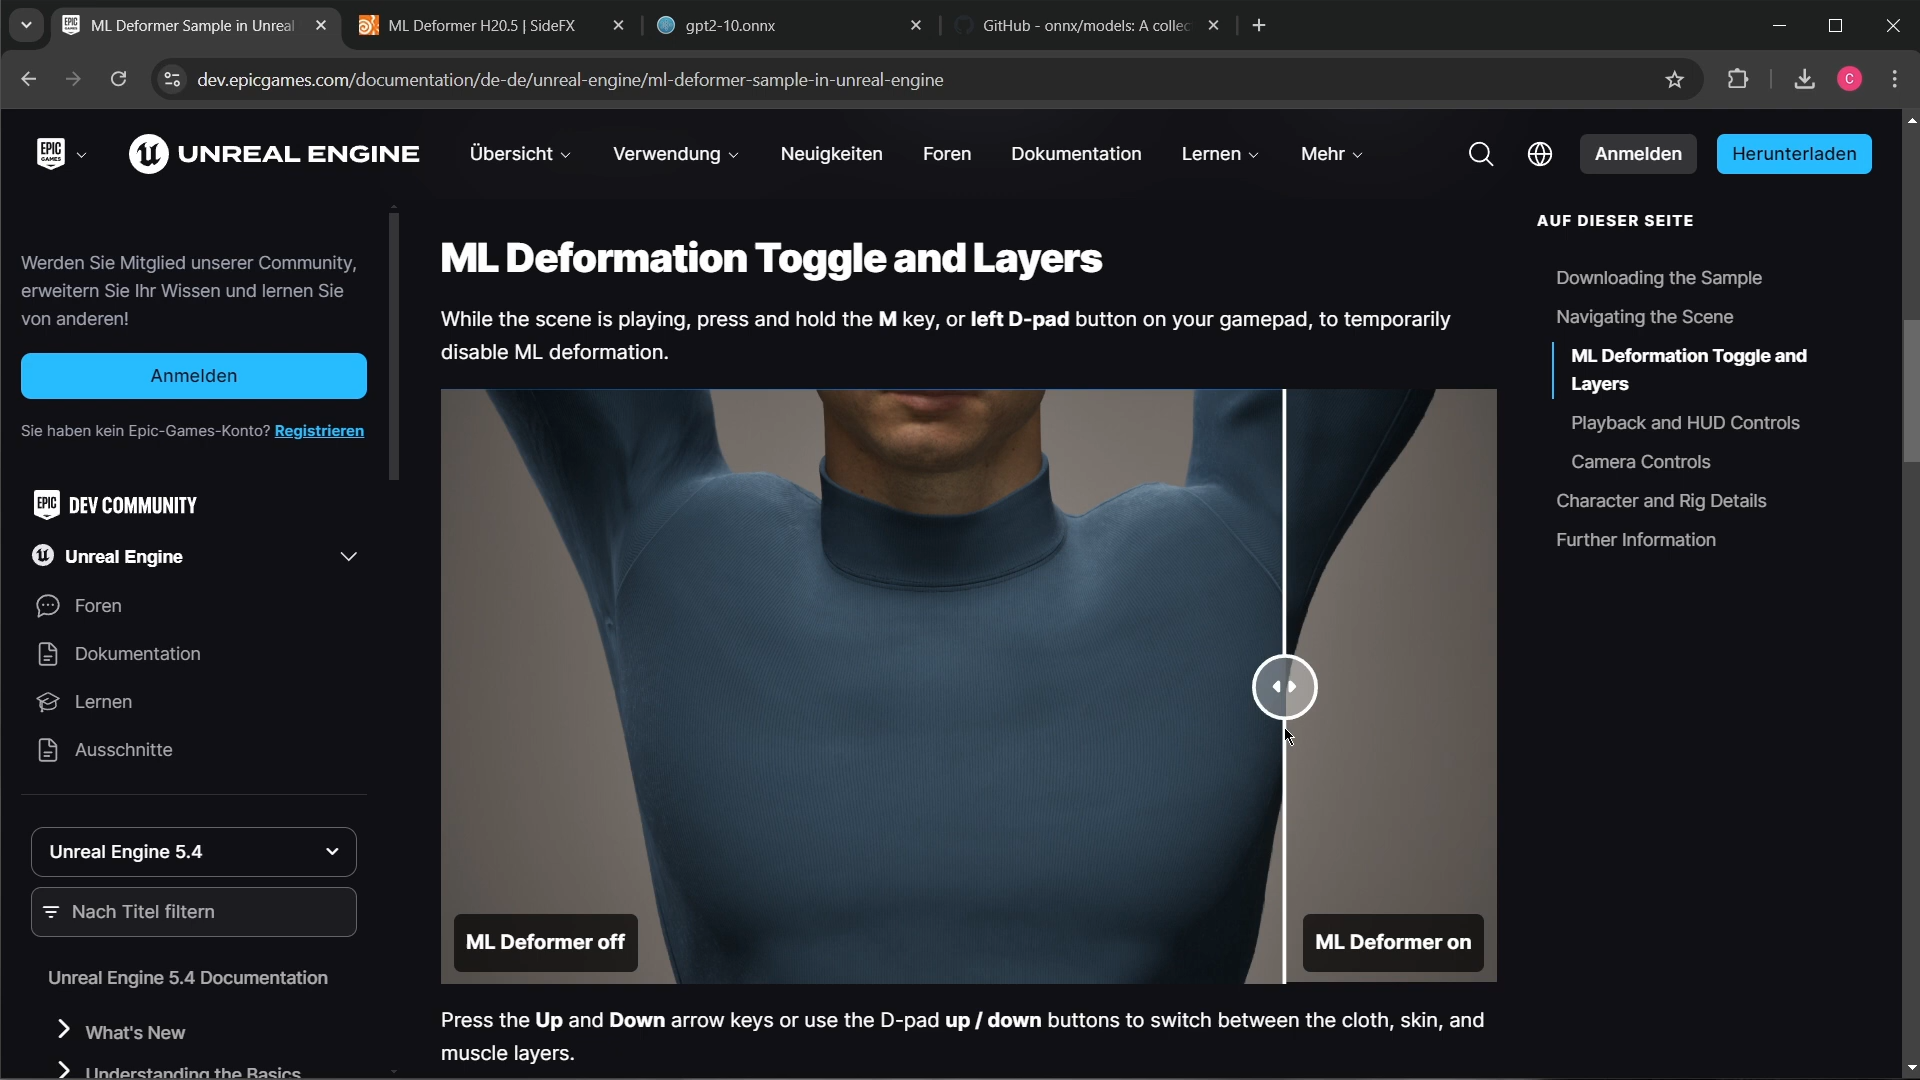 ML Deformer Sample in Unreal
ML Deformer H20.5 | SideFX
gpt2-10.onnx
GitHub - onnx/models: A collec
dev.epicgames.com/documentation/de-de/unreal-engine/ml-deformer-sample-in-unreal-engine
C
EPIC GAMES
UNREAL ENGINE
Übersicht
Verwendung
Neuigkeiten
Foren
Dokumentation
Lernen
Mehr
Anmelden
Herunterladen
Werden Sie Mitglied unserer Community,
erweitern Sie Ihr Wissen und lernen Sie
von anderen!
Anmelden
Sie haben kein Epic-Games-Konto? Registrieren
EPIC DEV COMMUNITY
Unreal Engine
Foren
Dokumentation
Lernen
Ausschnitte
Unreal Engine 5.4
Nach Titel filtern
Unreal Engine 5.4 Documentation
What's New
Understanding the Basics
ML Deformation Toggle and Layers
While the scene is playing, press and hold the M key, or left D-pad button on your gamepad, to temporarily
disable ML deformation.
ML Deformer off
ML Deformer on
Press the Up and Down arrow keys or use the D-pad up / down buttons to switch between the cloth, skin, and
muscle layers.
AUF DIESER SEITE
Downloading the Sample
Navigating the Scene
ML Deformation Toggle and
Layers
Playback and HUD Controls
Camera Controls
Character and Rig Details
Further Information